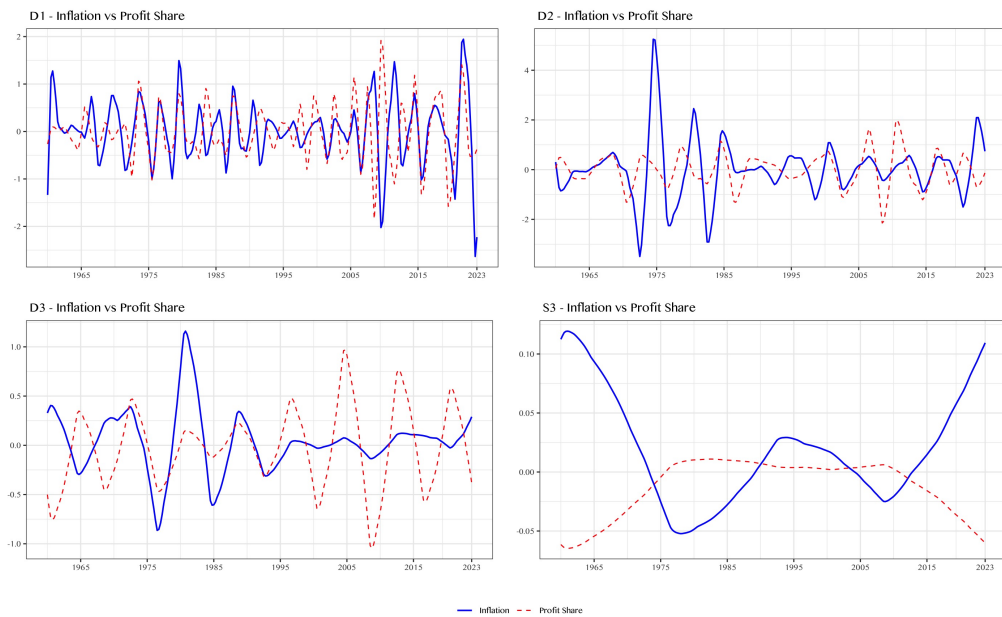 D1 - Inflation vs Profit Share
2
1
0
-1
-2
1965 1975 1985 1995 2005 2015 2023
D2 - Inflation vs Profit Share
4
2
0
-2
1965 1975 1985 1995 2005 2015 2023
D3 - Inflation vs Profit Share
1.0
0.5
0.0
-0.5
-1.0
1965 1975 1985 1995 2005 2015 2023
S3 - Inflation vs Profit Share
0.10
0.05
0.00
-0.05
1965 1975 1985 1995 2005 2015 2023
Inflation Profit Share